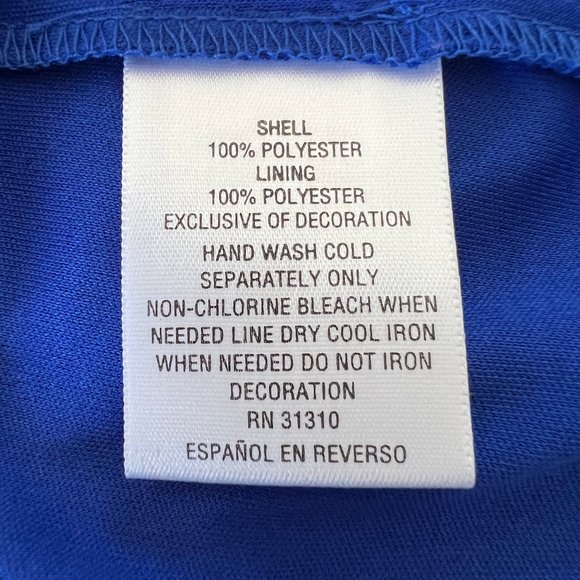 SHELL
100% POLYESTER
LINING
100% POLYESTER
EXCLUSIVE OF DECORATION
HAND WASH COLD
SEPARATELY ONLY
NON-CHLORINE BLEACH WHEN
NEEDED LINE DRY COOL IRON
WHEN NEEDED DO NOT IRON
DECORATION
RN 31310
ESPAÑOL EN REVERSO